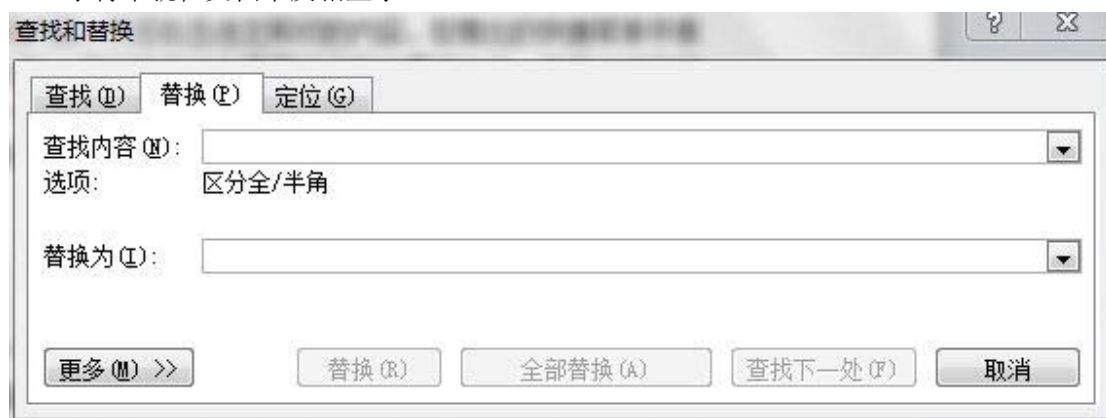 查找和替换
查找(D) 替换(P) 定位(G)
查找内容(N):
选项: 区分全/半角
替换为(I):
更多(M) >> 替换(R) 全部替换(A) 查找下一处(F) 取消